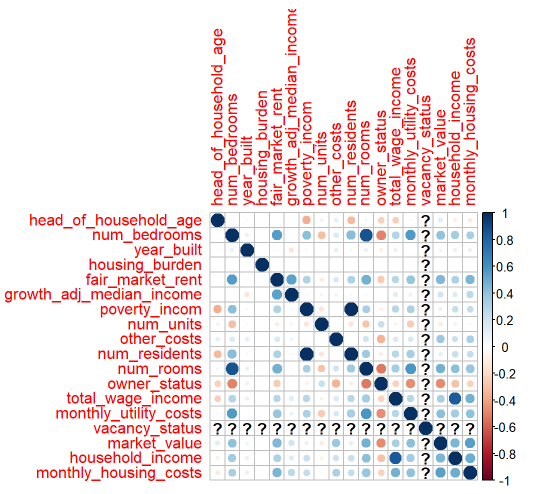 head_of_household_age
num_bedrooms
year_built
housing_burden
fair_market_rent
growth_adj_median_income
poverty_incom
num_units
other_costs
num_residents
num_rooms
owner_status
total_wage_income
monthly_utility_costs
vacancy_status
market_value
household_income
monthly_housing_costs
head_of_household_age ?
num_bedrooms ?
year_built ?
housing_burden ?
fair_market_rent ?
growth_adj_median_income ?
poverty_incom ?
num_units ?
other_costs ?
num_residents ?
num_rooms ?
owner_status ?
total_wage_income ?
monthly_utility_costs ?
vacancy_status ? ? ? ? ? ? ? ? ? ? ? ? ? ? ? ? ?
market_value ?
household_income ?
monthly_housing_costs ?
1
0.8
0.6
0.4
0.2
0
-0.2
-0.4
-0.6
-0.8
-1